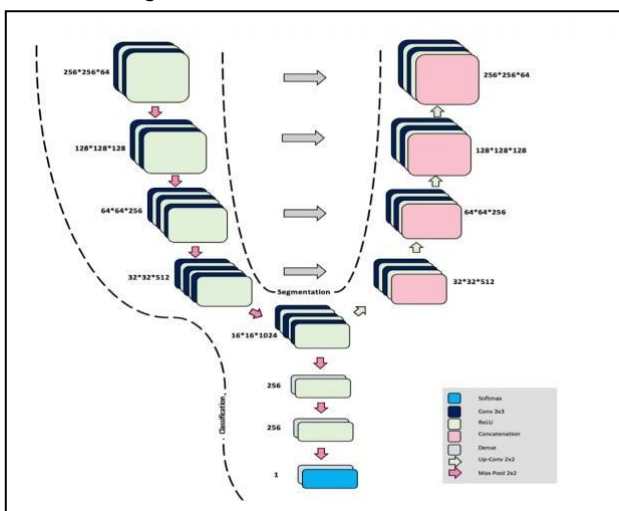 256*256*64
256*256*64
128*128*128
128*128*128
64*64*256
64*64*256
32*32*512
32*32*512
Segmentation
16*16*1024
256
256
Classification
1
Softmax
Conv 3x3
ReLU
Concatenation
Dense
Up-Conv 2x2
Max Pool 2x2